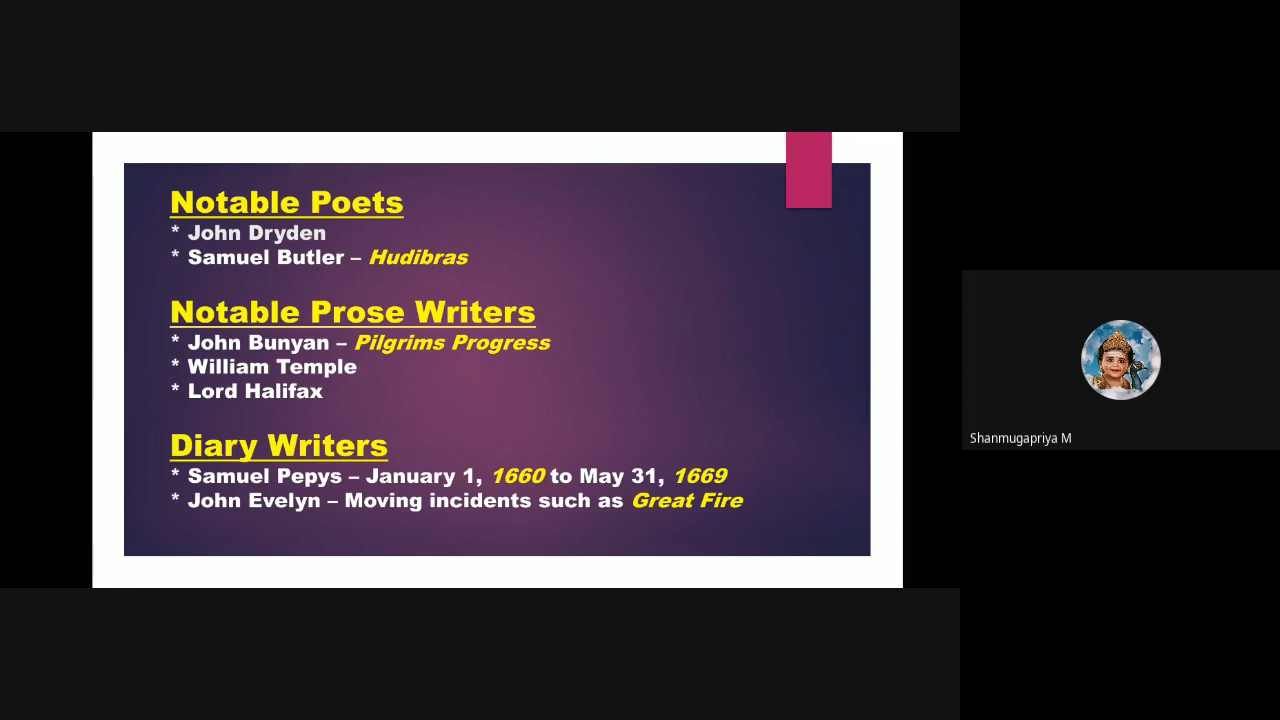 Notable Poets
* John Dryden
* Samuel Butler – Hudibras
Notable Prose Writers
* John Bunyan – Pilgrims Progress
* William Temple
* Lord Halifax
Diary Writers
* Samuel Pepys – January 1, 1660 to May 31, 1669
* John Evelyn – Moving incidents such as Great Fire
Shanmugapriya M